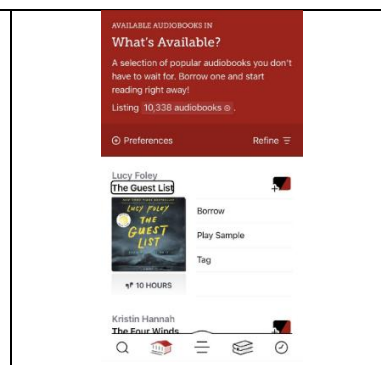 AVAILABLE AUDIOBOOKS IN
What's Available?
A selection of popular audiobooks you don't
have to wait for. Borrow one and start
reading right away!
Listing 10,338 audiobooks
Preferences
Refine
Lucy Foley
The Guest List
LUCY FOLEY
THE
GUEST
LIST
Borrow
Play Sample
Tag
10 HOURS
Kristin Hannah
The Four Winds